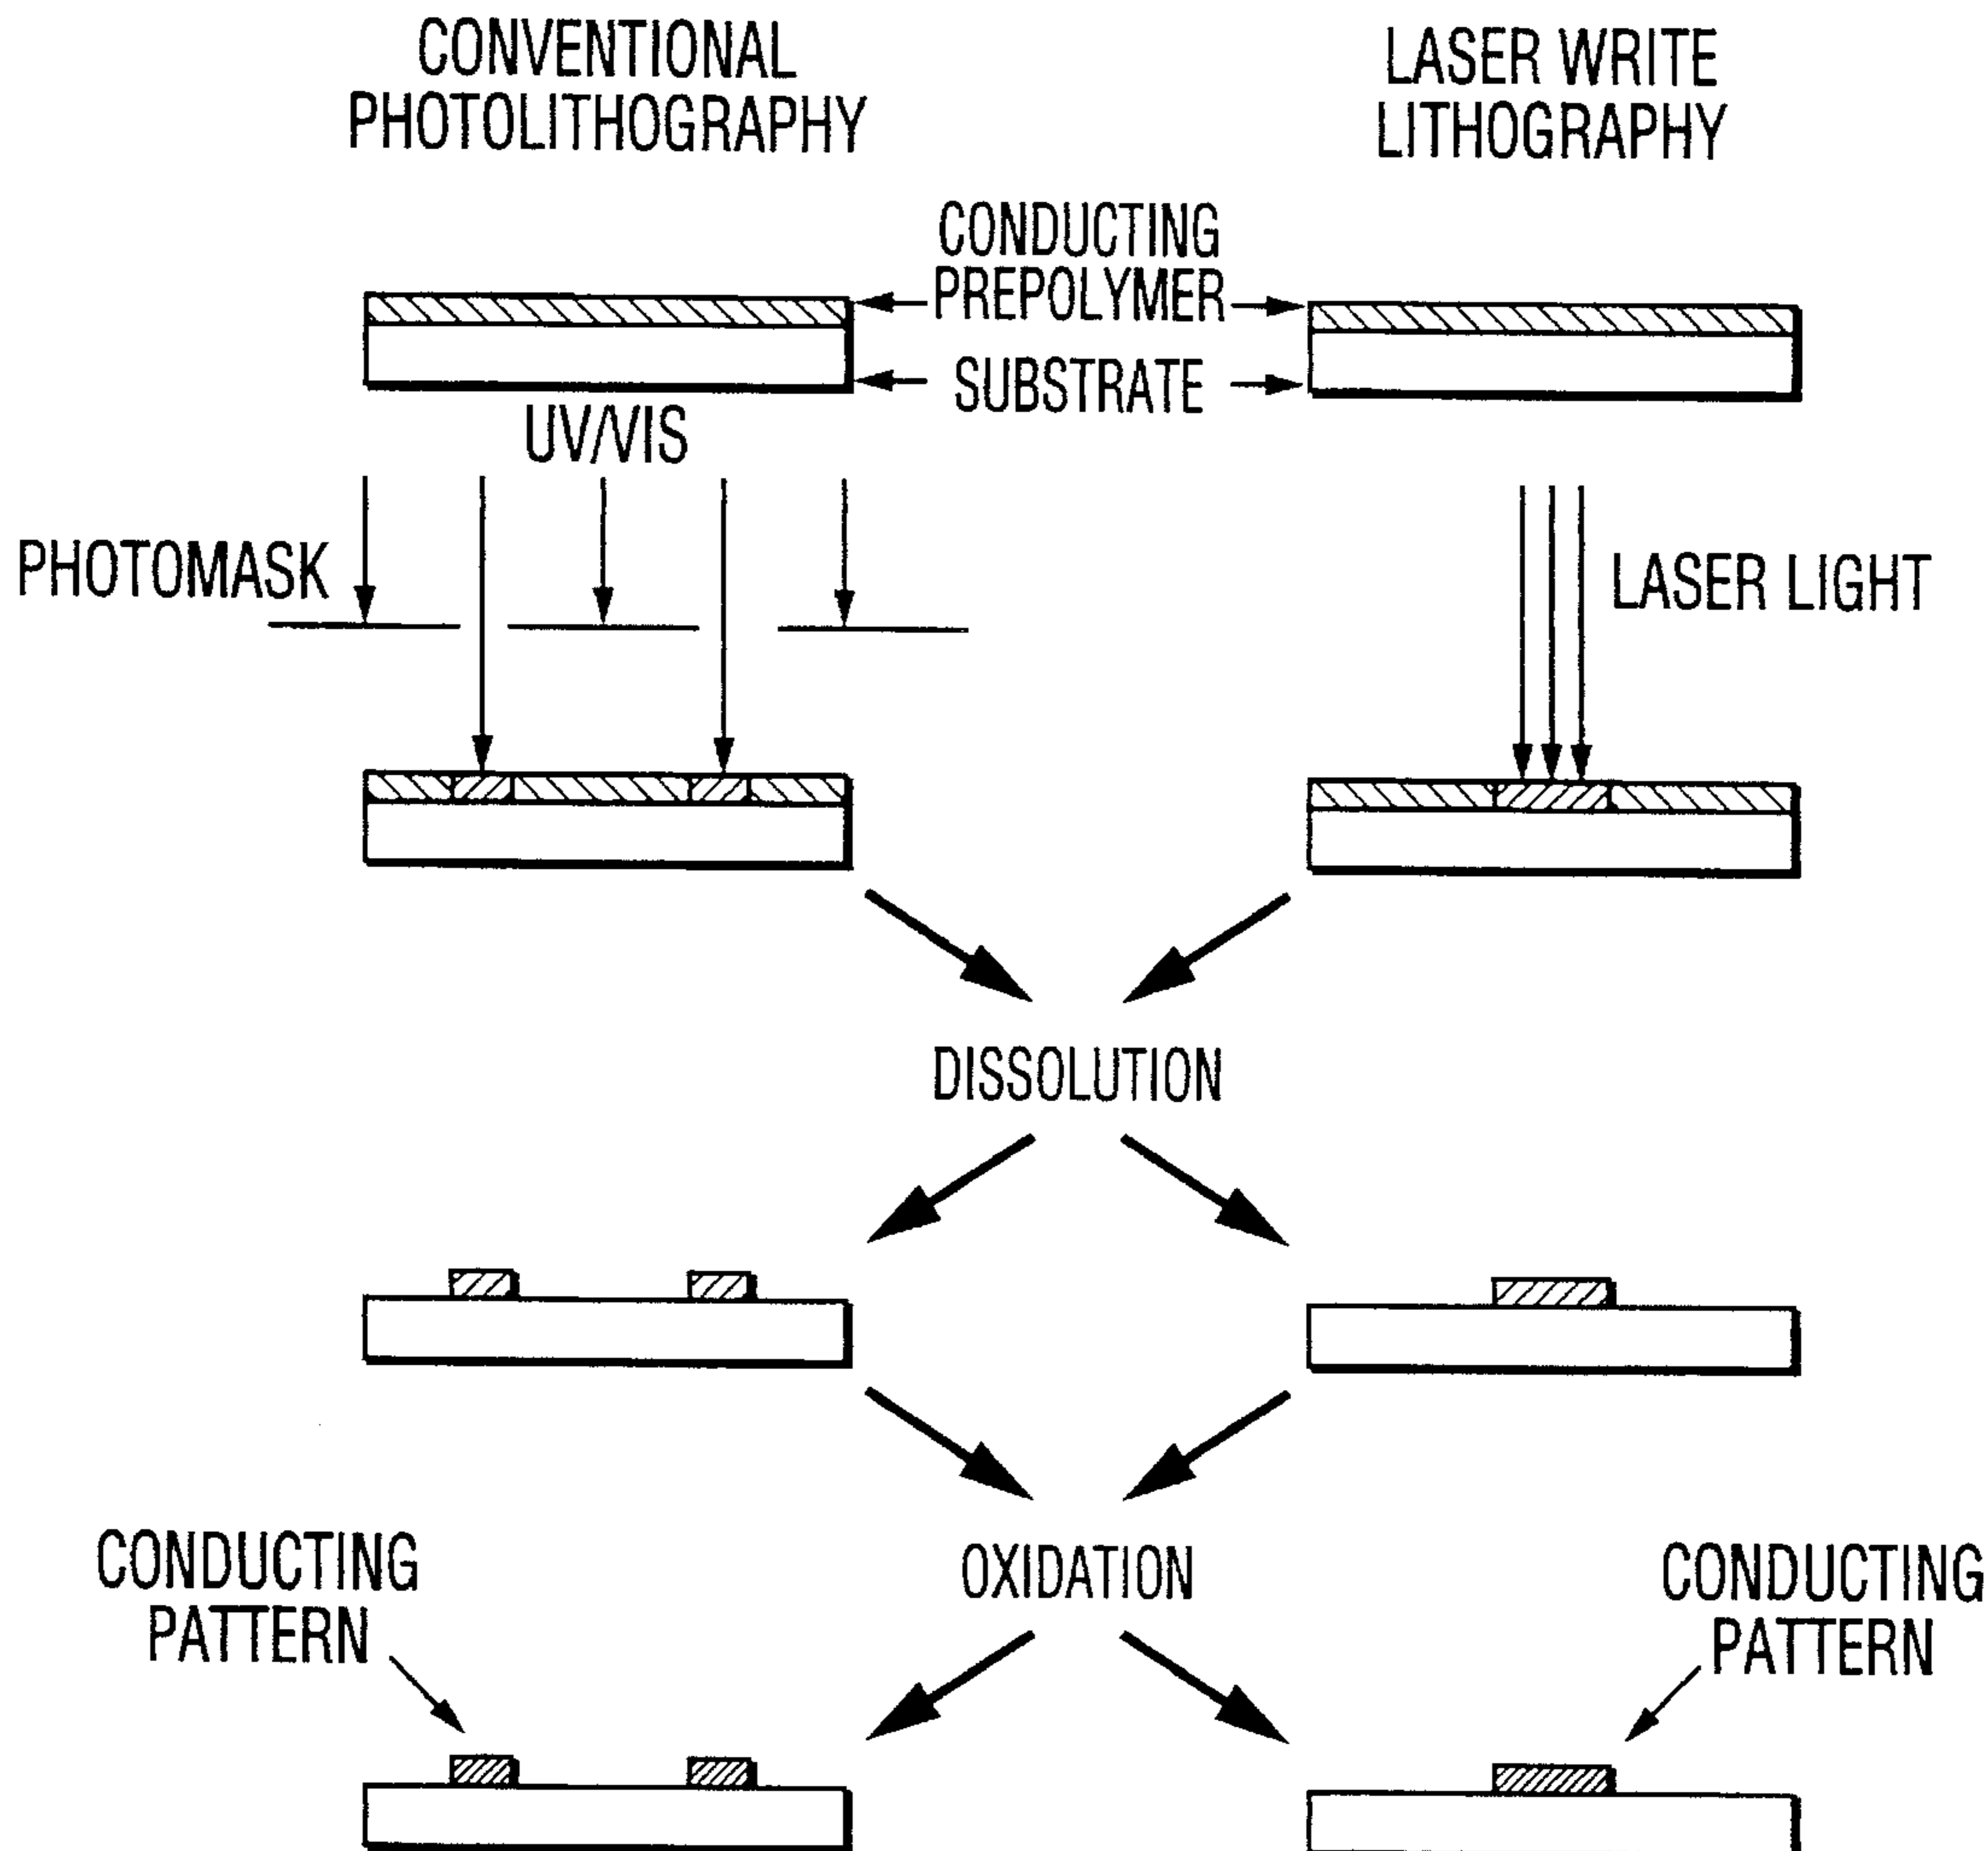 CONVENTIONAL
PHOTOLITHOGRAPHY
LASER WRITE
LITHOGRAPHY
CONDUCTING
PREPOLYMER
SUBSTRATE
UV/VIS
PHOTOMASK
LASER LIGHT
DISSOLUTION
CONDUCTING
PATTERN
OXIDATION
CONDUCTING
PATTERN